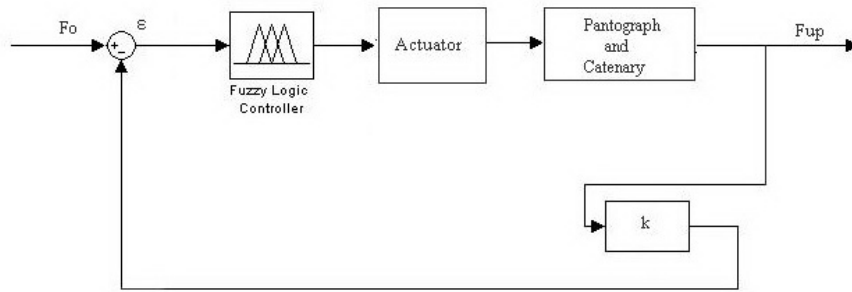 Fo
ε
+
-
Fuzzy Logic
Controller
Actuator
Pantograph
and
Catenary
Fup
k